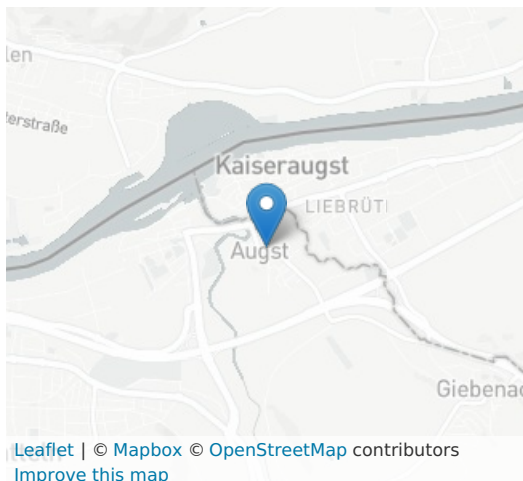 len
erstraße
Kaiseraugst
LIEBRÜTI
Augst
Giebenac
Leaflet | © Mapbox © OpenStreetMap contributors
Improve this map